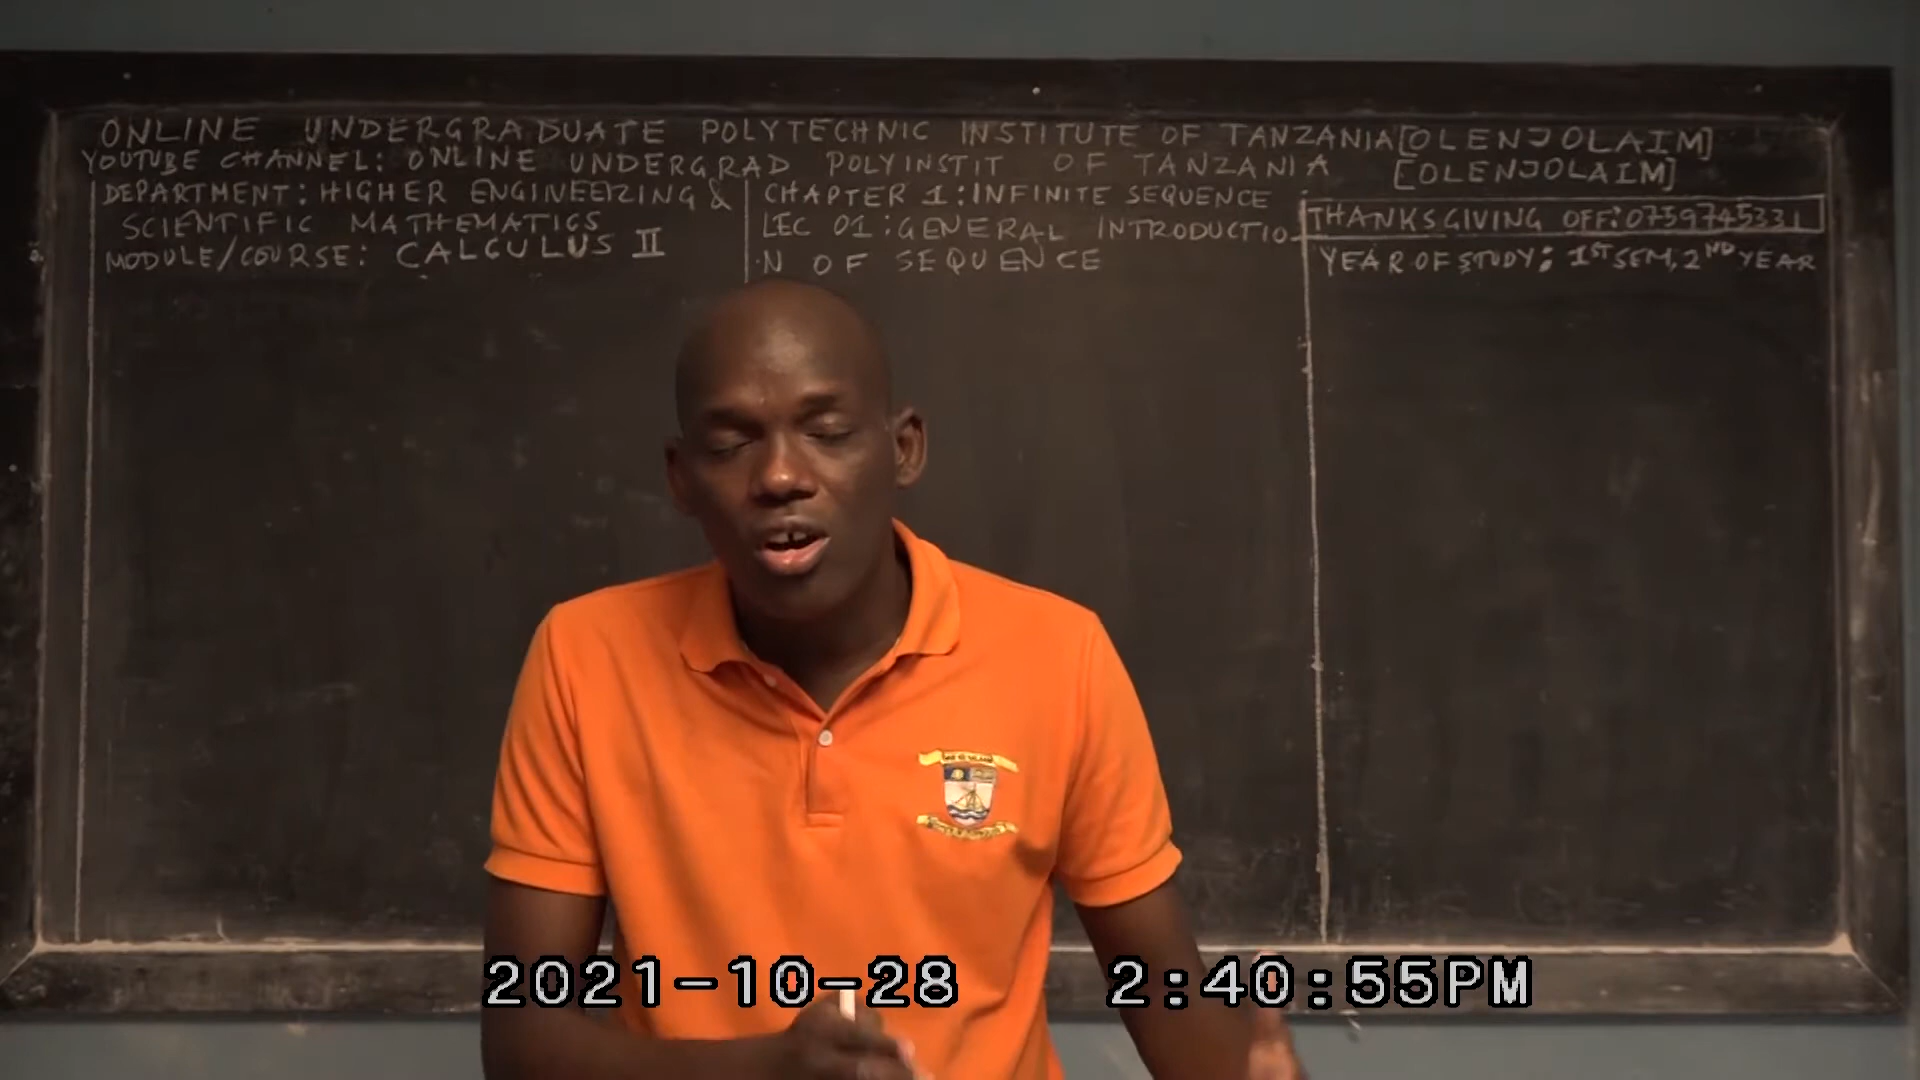 ONLINE UNDERGRADUATE POLYTECHNIC INSTITUTE OF TANZANIA[OLENJOLAIM]
YOUTUBE CHANNEL: ONLINE UNDERGRAD POLYINSTIT OF TANZANIA [OLENJOLAIM]
DEPARTMENT: HIGHER ENGINEERING &
SCIENTIFIC MATHEMATICS
MODULE/COURSE: CALCULUS II
CHAPTER 1: INFINITE SEQUENCE
LEC 01: GENERAL INTRODUCTIO-
N OF SEQUENCE
THANKSGIVING OFF: 0759745331
YEAR OF STUDY: 1ST SEM, 2ND YEAR
2021-10-28 2:40:55PM